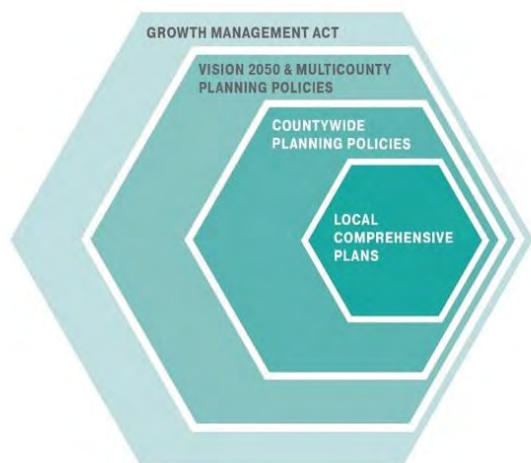 GROWTH MANAGEMENT ACT
VISION 2050 & MULTICOUNTY
PLANNING POLICIES
COUNTYWIDE
PLANNING POLICIES
LOCAL
COMPREHENSIVE
PLANS